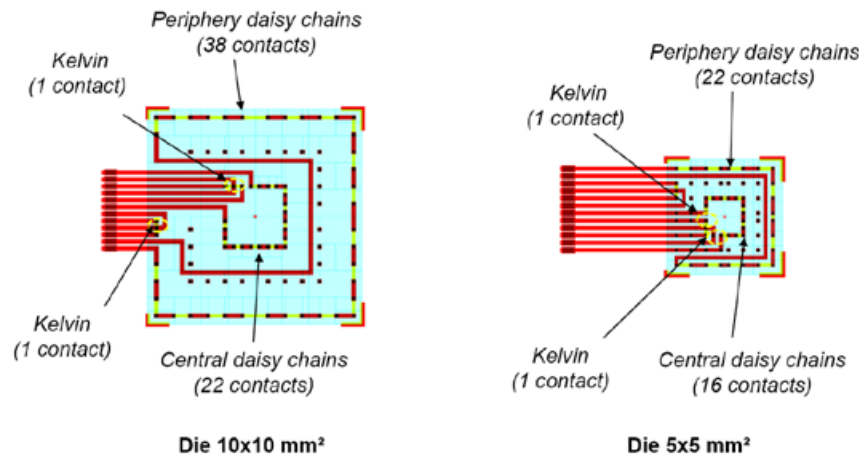 Periphery daisy chains
(38 contacts)
Kelvin
(1 contact)
Kelvin
(1 contact)
Central daisy chains
(22 contacts)
Die 10x10 mm²
Periphery daisy chains
(22 contacts)
Kelvin
(1 contact)
Kelvin
(1 contact)
Central daisy chains
(16 contacts)
Die 5x5 mm²